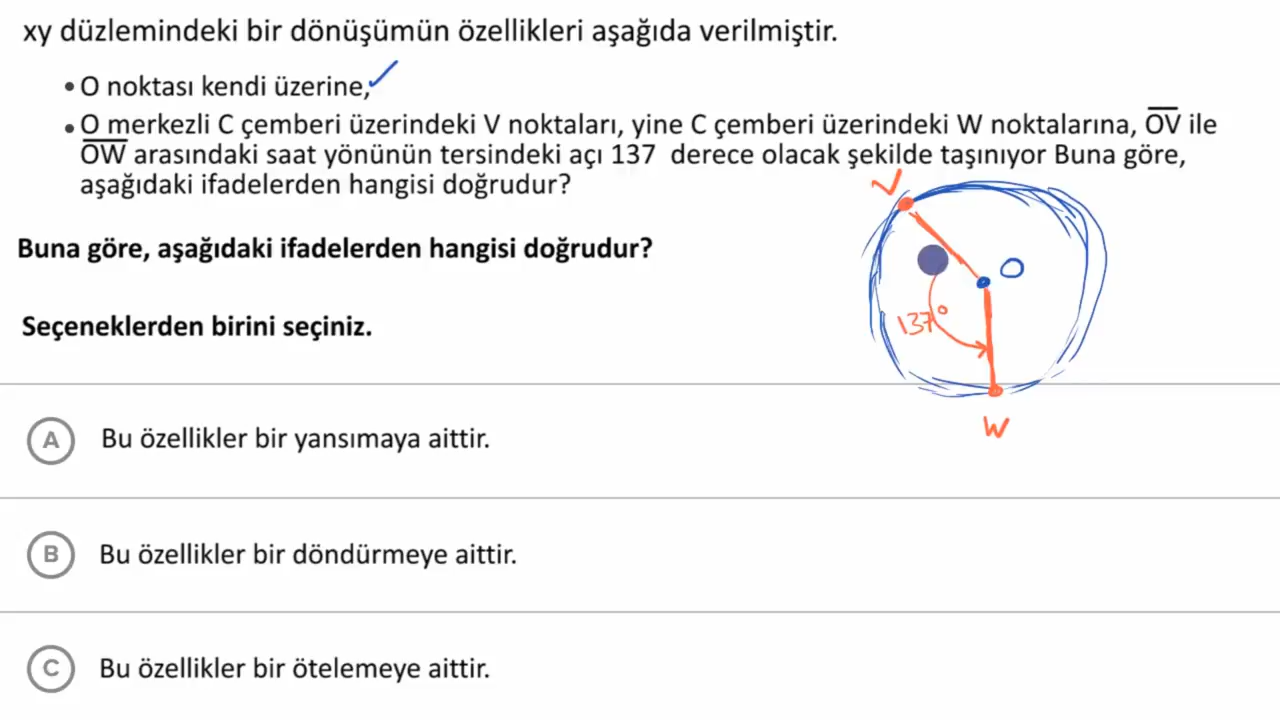 xy düzlemindeki bir dönüşümün özellikleri aşağıda verilmiştir.
• O noktası kendi üzerine,
• O merkezli C çemberi üzerindeki V noktaları, yine C çemberi üzerindeki W noktalarına, OV ile
OW arasındaki saat yönünün tersindeki açı 137 derece olacak şekilde taşınıyor Buna göre,
aşağıdaki ifadelerden hangisi doğrudur?
V
O
137°
W
Buna göre, aşağıdaki ifadelerden hangisi doğrudur?
Seçeneklerden birini seçiniz.
A Bu özellikler bir yansımaya aittir.
B Bu özellikler bir döndürmeye aittir.
C Bu özellikler bir ötelemeye aittir.